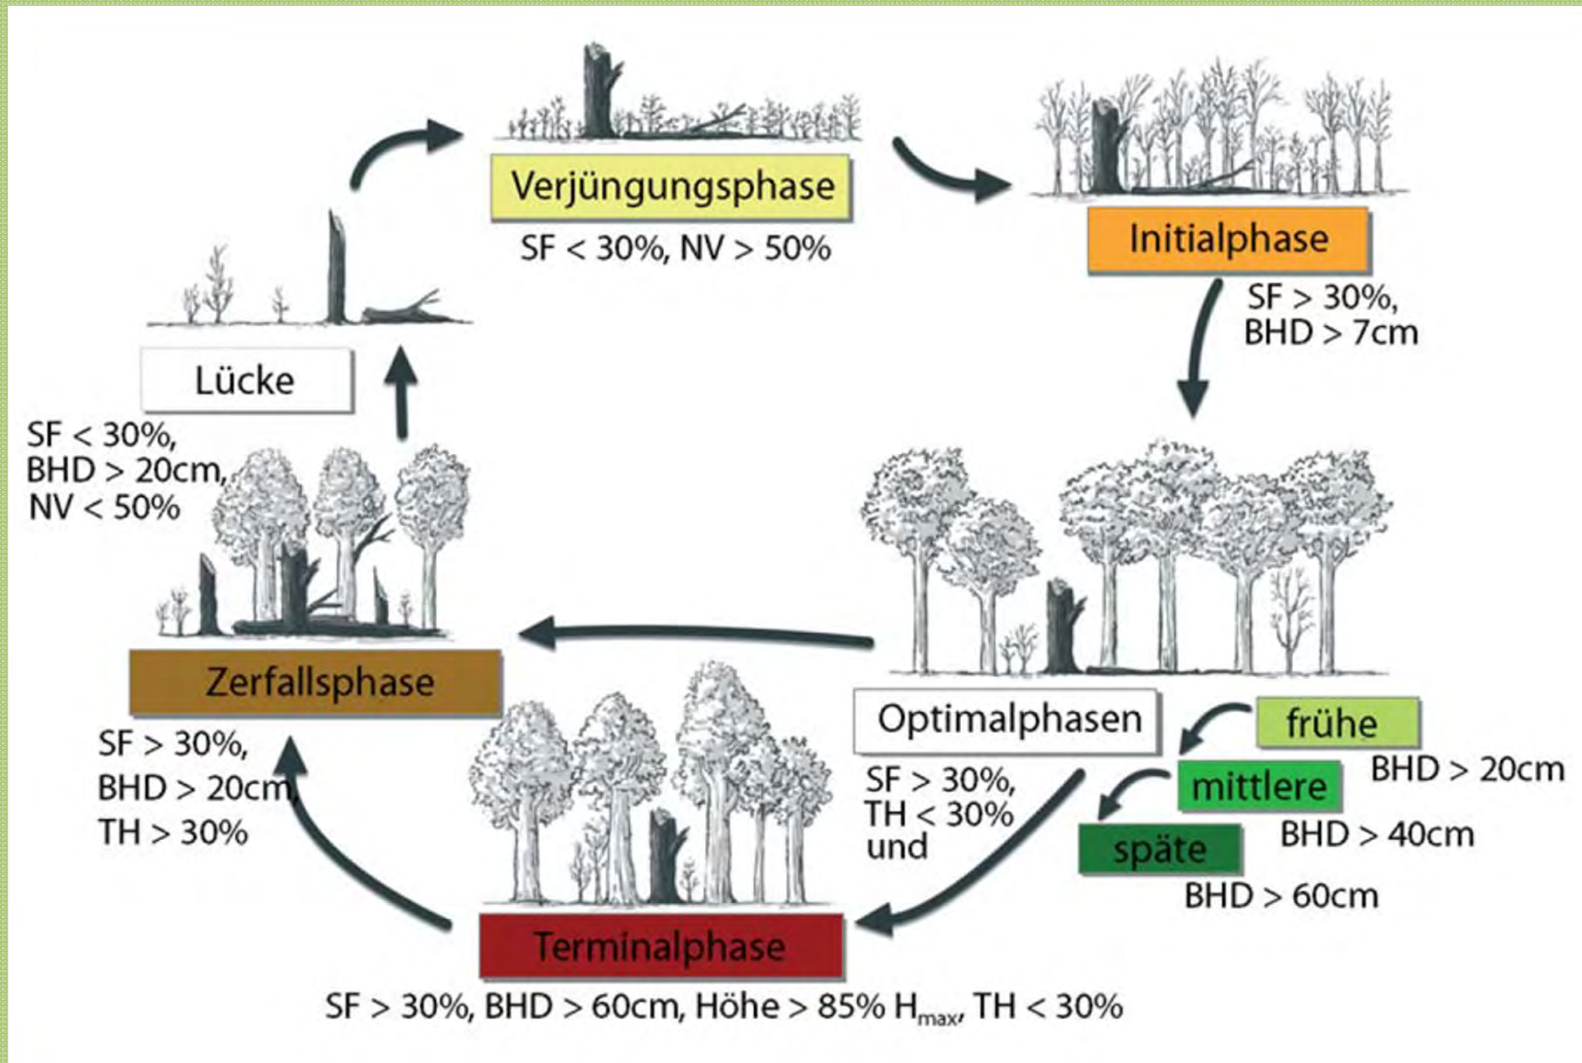 Verjüngungsphase
SF < 30%, NV > 50%
Initialphase
SF > 30%,
BHD > 7cm
Lücke
SF < 30%,
BHD > 20cm,
NV < 50%
Zerfallsphase
SF > 30%,
BHD > 20cm,
TH > 30%
Optimalphasen
SF > 30%,
TH < 30%
und
frühe
BHD > 20cm
mittlere
BHD > 40cm
späte
BHD > 60cm
Terminalphase
SF > 30%, BHD > 60cm, Höhe > 85% Hmax, TH < 30%